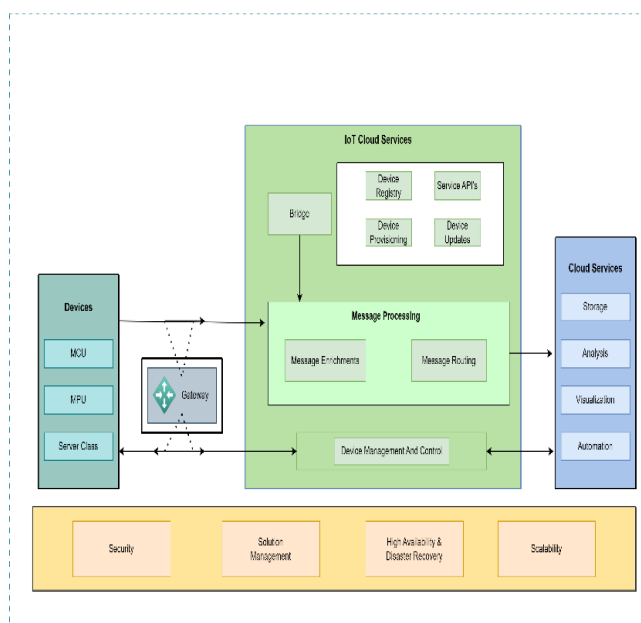 IoT Cloud Services
Device
Registry
Service API's
Bridge
Device
Provisioning
Device
Updates
Cloud Services
Devices
Storage
Message Processing
MCU
Message Enrichments
Message Routing
Analysis
MPU
Gateway
Visualization
Server Class
Device Management And Control
Automation
Security
Solution
Management
High Availability &
Disaster Recovery
Scalability